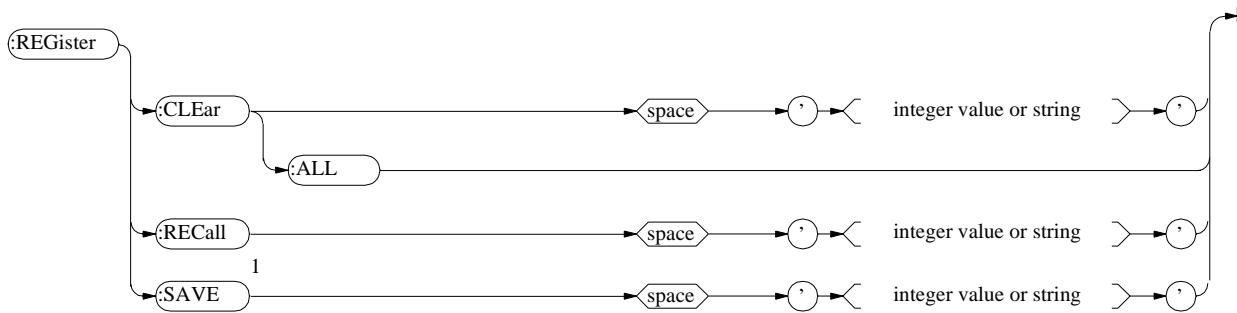 :REGister
:CLEar space ’ integer value or string ’
:ALL
:RECall space ’ integer value or string ’
1
:SAVE space ’ integer value or string ’